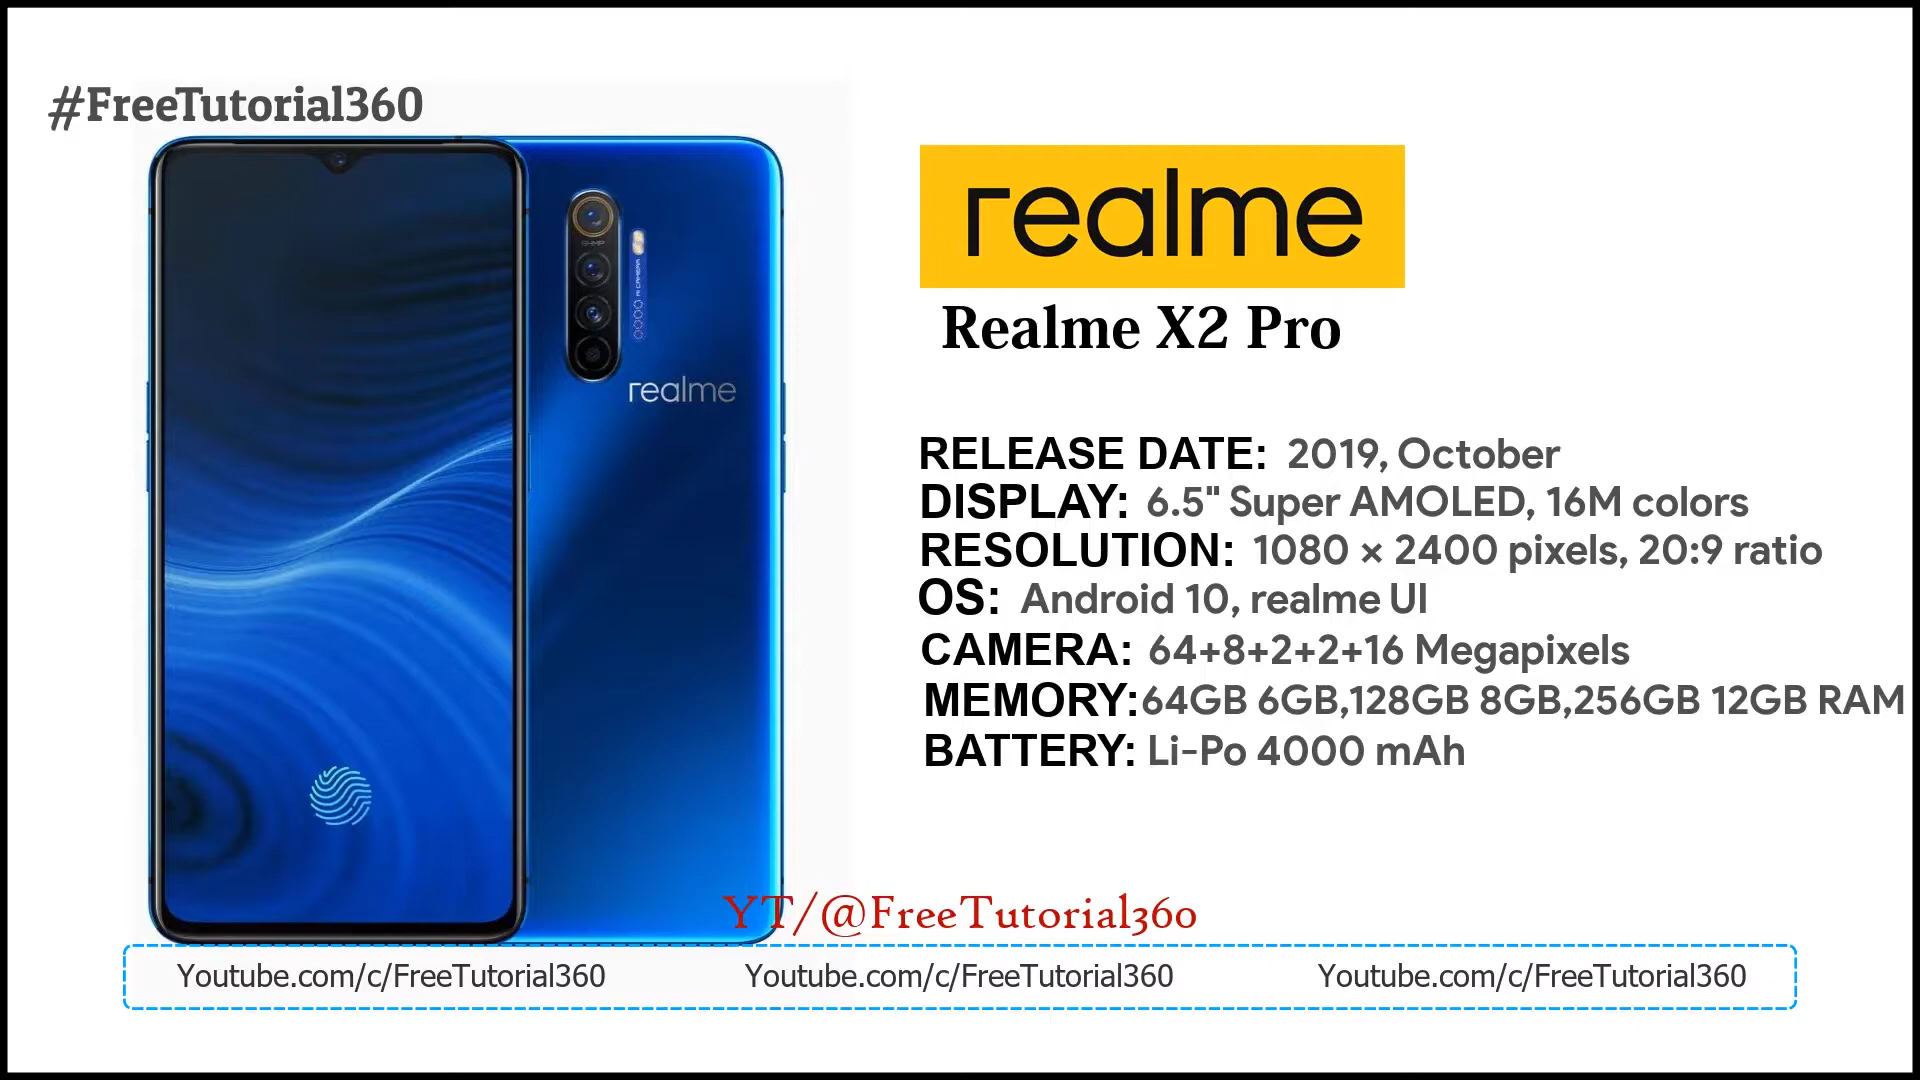 #FreeTutorial360
realme
Realme X2 Pro
64MP
AI CAMERA
realme
RELEASE DATE: 2019, October
DISPLAY: 6.5" Super AMOLED, 16M colors
RESOLUTION: 1080 × 2400 pixels, 20:9 ratio
OS: Android 10, realme UI
CAMERA: 64+8+2+2+16 Megapixels
MEMORY:64GB 6GB,128GB 8GB,256GB 12GB RAM
BATTERY: Li-Po 4000 mAh
YT/@FreeTutorial360
Youtube.com/c/FreeTutorial360 Youtube.com/c/FreeTutorial360 Youtube.com/c/FreeTutorial360